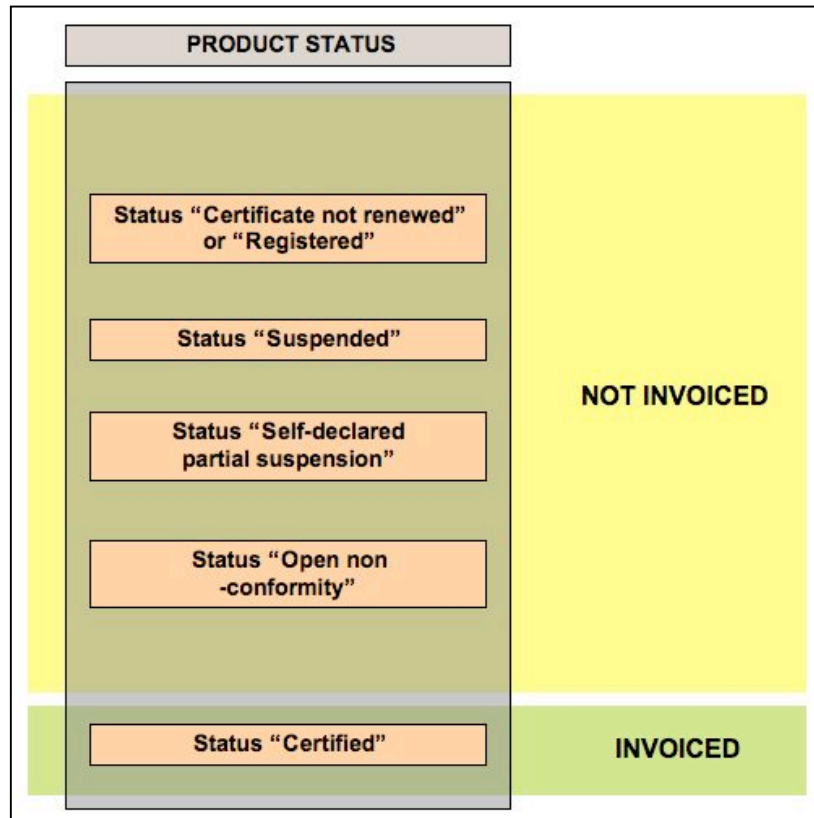 PRODUCT STATUS
Status “Certificate not renewed”
or “Registered”
Status “Suspended”
NOT INVOICED
Status “Self-declared
partial suspension”
Status “Open non
-conformity”
Status “Certified”
INVOICED